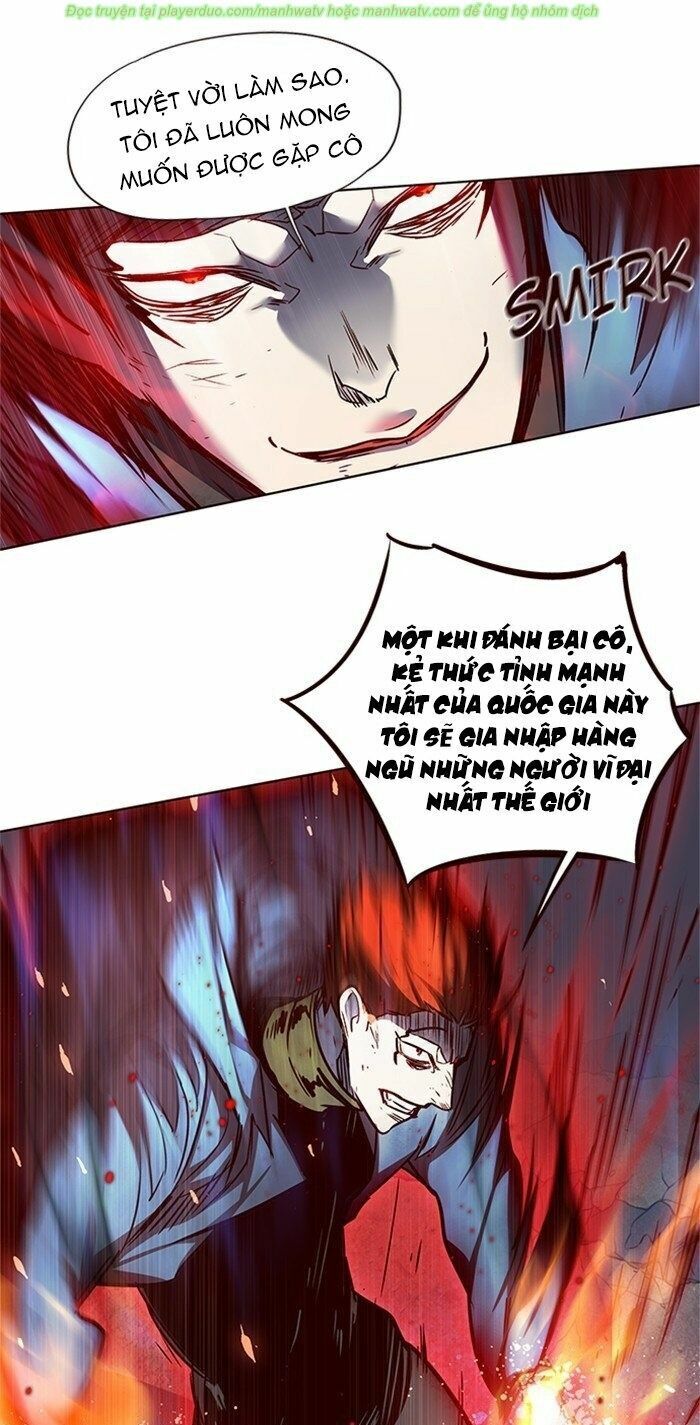 Đọc truyện tại playerduo.com/manhwatv hoặc manhwatv.com để ủng hộ nhóm dịch
TUYỆT VỜI LÀM SAO.
TÔI ĐÃ LUÔN MONG
MUỐN ĐƯỢC GẶP CÔ
SMIRK
MỘT KHI ĐÁNH BẠI CÔ,
KẺ THỨC TỈNH MẠNH
NHẤT CỦA QUỐC GIA NÀY
TÔI SẼ GIA NHẬP HÀNG
NGŨ NHỮNG NGƯỜI VĨ ĐẠI
NHẤT THẾ GIỚI